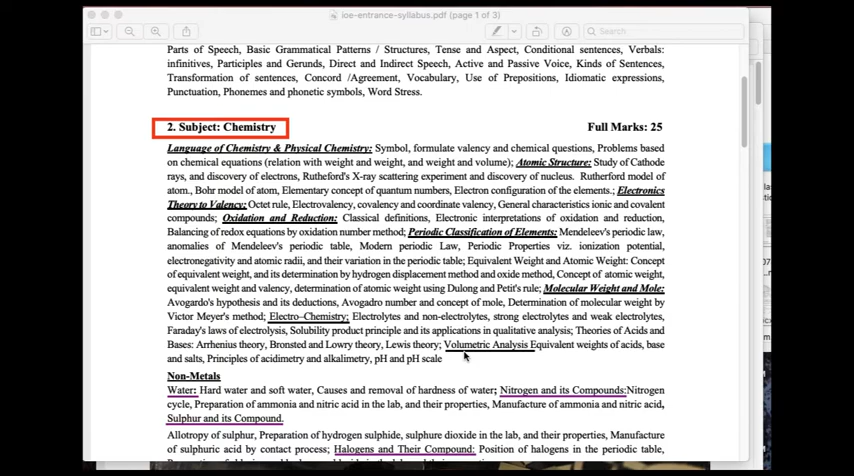 ioe-entrance-syllabus.pdf (page 1 of 3)
Search
Parts of Speech, Basic Grammatical Patterns / Structures, Tense and Aspect, Conditional sentences, Verbals:
infinitives, Participles and Gerunds, Direct and Indirect Speech, Active and Passive Voice, Kinds of Sentences,
Transformation of sentences, Concord /Agreement, Vocabulary, Use of Prepositions, Idiomatic expressions,
Punctuation, Phonemes and phonetic symbols, Word Stress.
2. Subject: Chemistry Full Marks: 25
Language of Chemistry & Physical Chemistry: Symbol, formulate valency and chemical questions, Problems based
on chemical equations (relation with weight and weight, and weight and volume); Atomic Structure: Study of Cathode
rays, and discovery of electrons, Rutheford's X-ray scattering experiment and discovery of nucleus. Rutherford model of
atom., Bohr model of atom, Elementary concept of quantum numbers, Electron configuration of the elements.; Electronics
Theory to Valency: Octet rule, Electrovalency, covalency and coordinate valency, General characteristics ionic and covalent
compounds; Oxidation and Reduction: Classical definitions, Electronic interpretations of oxidation and reduction,
Balancing of redox equations by oxidation number method; Periodic Classification of Elements: Mendeleev's periodic law,
anomalies of Mendeleev's periodic table, Modern periodic Law, Periodic Properties viz. ionization potential,
electronegativity and atomic radii, and their variation in the periodic table; Equivalent Weight and Atomic Weight: Concept
of equivalent weight, and its determination by hydrogen displacement method and oxide method, Concept of atomic weight,
equivalent weight and valency, determination of atomic weight using Dulong and Petit's rule; Molecular Weight and Mole:
Avogardo's hypothesis and its deductions, Avogadro number and concept of mole, Determination of molecular weight by
Victor Meyer's method; Electro–Chemistry; Electrolytes and non-electrolytes, strong electrolytes and weak electrolytes,
Faraday's laws of electrolysis, Solubility product principle and its applications in qualitative analysis; Theories of Acids and
Bases: Arrhenius theory, Bronsted and Lowry theory, Lewis theory; Volumetric Analysis Equivalent weights of acids, base
and salts, Principles of acidimetry and alkalimetry, pH and pH scale
Non-Metals
Water: Hard water and soft water, Causes and removal of hardness of water; Nitrogen and its Compounds:Nitrogen
cycle, Preparation of ammonia and nitric acid in the lab, and their properties, Manufacture of ammonia and nitric acid,
Sulphur and its Compound.
Allotropy of sulphur, Preparation of hydrogen sulphide, sulphure dioxide in the lab, and their properties, Manufacture
of sulphuric acid by contact process; Halogens and Their Compound: Position of halogens in the periodic table,